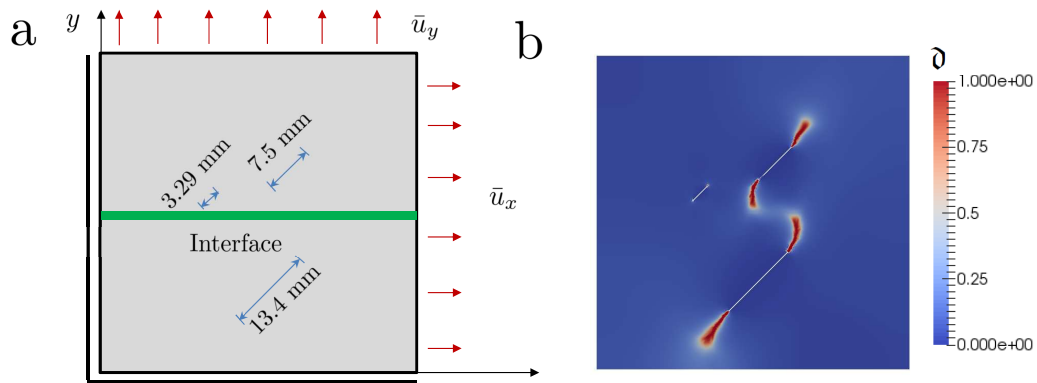 a
y
ū_y
3.29 mm
7.5 mm
ū_x
Interface
13.4 mm
b
𝔡
1.000e+00
0.75
0.5
0.25
0.000e+00